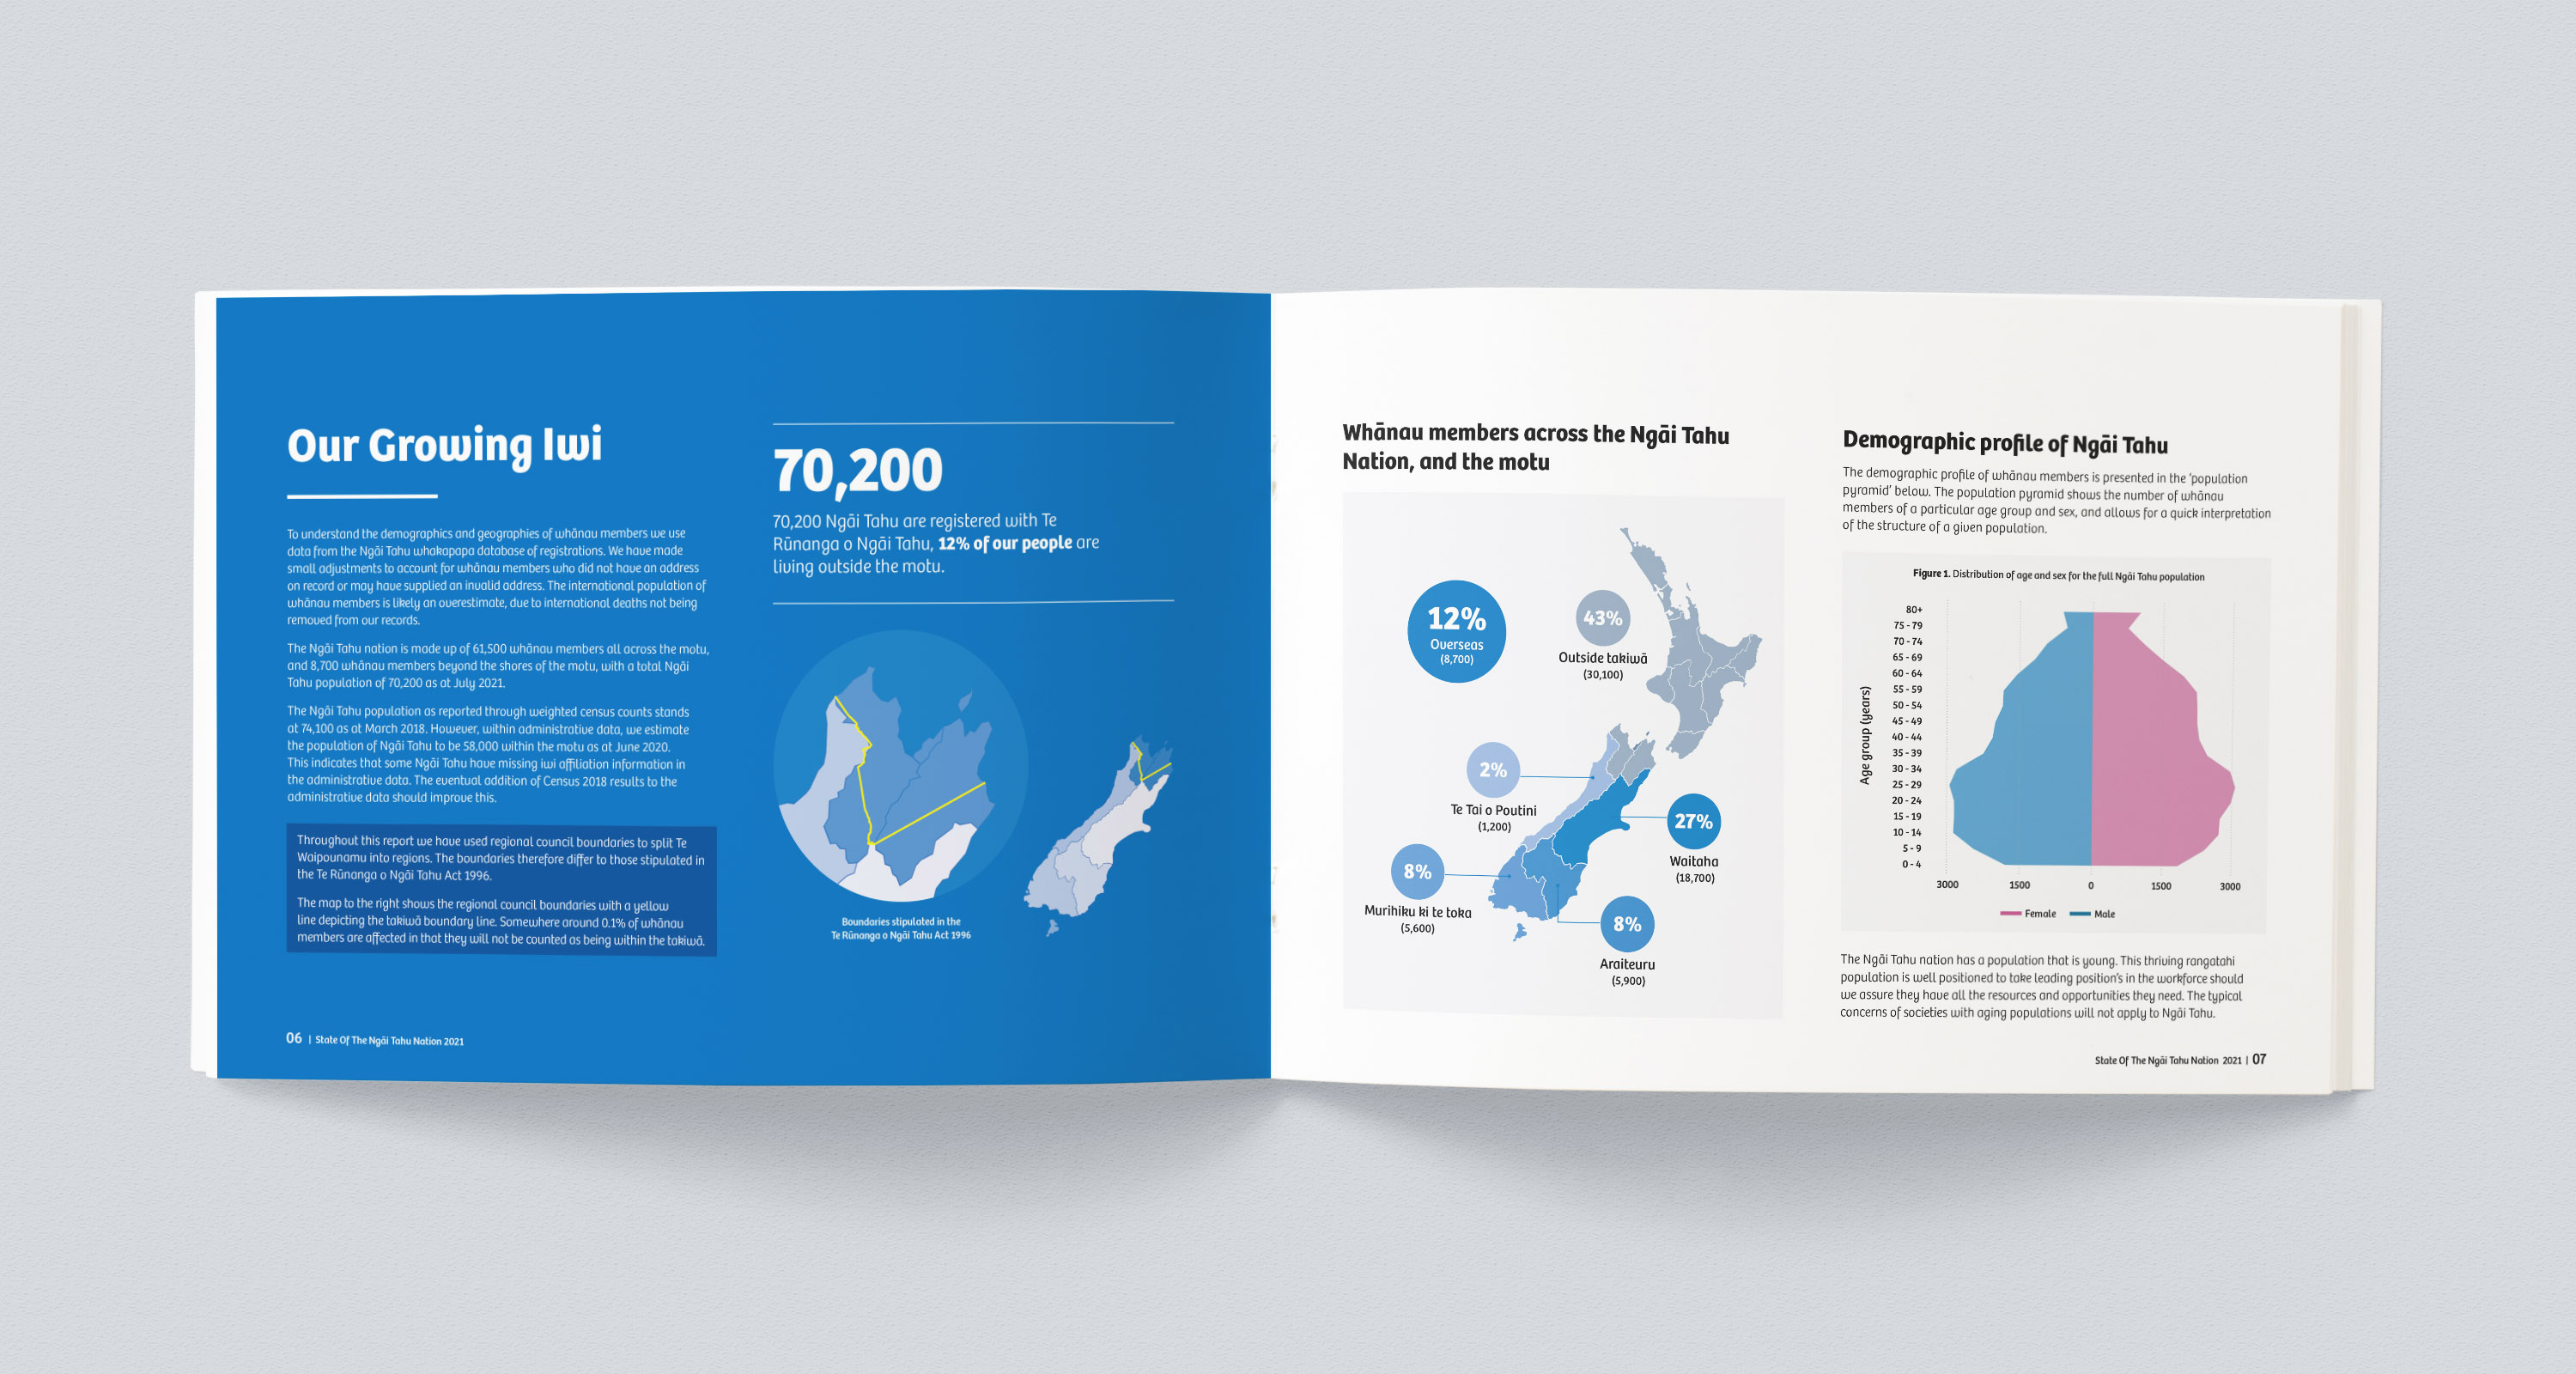 Our Growing Iwi
To understand the demographics and geographies of whānau members we use
data from the Ngāi Tahu whakapapa database of registrations. We have made
small adjustments to account for whānau members who did not have an address
on record or may have supplied an invalid address. The international population of
whānau members is likely an overestimate, due to international deaths not being
removed from our records.
The Ngāi Tahu nation is made up of 61,500 whānau members all across the motu,
and 8,700 whānau members beyond the shores of the motu, with a total Ngāi
Tahu population of 70,200 as at July 2021.
The Ngāi Tahu population as reported through weighted census counts stands
at 74,100 as at March 2018. However, within administrative data, we estimate
the population of Ngāi Tahu to be 58,000 within the motu as at June 2020.
This indicates that some Ngāi Tahu have missing iwi affiliation information in
the administrative data. The eventual addition of Census 2018 results to the
administrative data should improve this.
Throughout this report we have used regional council boundaries to split Te
Waipounamu into regions. The boundaries therefore differ to those stipulated in
the Te Rūnanga o Ngāi Tahu Act 1996.
The map to the right shows the regional council boundaries with a yellow
line depicting the takiwā boundary line. Somewhere around 0.1% of whānau
members are affected in that they will not be counted as being within the takiwā.
06 | State Of The Ngāi Tahu Nation 2021
70,200
70,200 Ngāi Tahu are registered with Te
Rūnanga o Ngāi Tahu, 12% of our people are
living outside the motu.
Boundaries stipulated in the
Te Rūnanga o Ngāi Tahu Act 1996
Whānau members across the Ngāi Tahu
Nation, and the motu
12%
Overseas
(8,700)
43%
Outside takiwā
(30,100)
2%
Te Tai o Poutini
(1,200)
27%
Waitaha
(18,700)
8%
Murihiku ki te toka
(5,600)
8%
Araiteuru
(5,900)
Demographic profile of Ngāi Tahu
The demographic profile of whānau members is presented in the ‘population
pyramid’ below. The population pyramid shows the number of whānau
members of a particular age group and sex, and allows for a quick interpretation
of the structure of a given population.
Figure 1. Distribution of age and sex for the full Ngāi Tahu population
Age group (years)
80+
75 - 79
70 - 74
65 - 69
60 - 64
55 - 59
50 - 54
45 - 49
40 - 44
35 - 39
30 - 34
25 - 29
20 - 24
15 - 19
10 - 14
5 - 9
0 - 4
3000 1500 0 1500 3000
Female Male
The Ngāi Tahu nation has a population that is young. This thriving rangatahi
population is well positioned to take leading position's in the workforce should
we assure they have all the resources and opportunities they need. The typical
concerns of societies with aging populations will not apply to Ngāi Tahu.
State Of The Ngāi Tahu Nation 2021 | 07